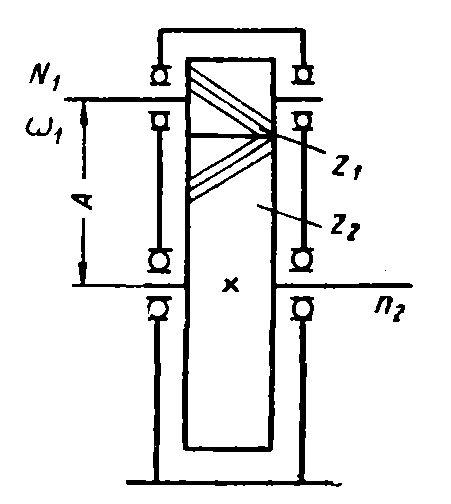 N₁
ω₁
A
z₁
z₂
n₂